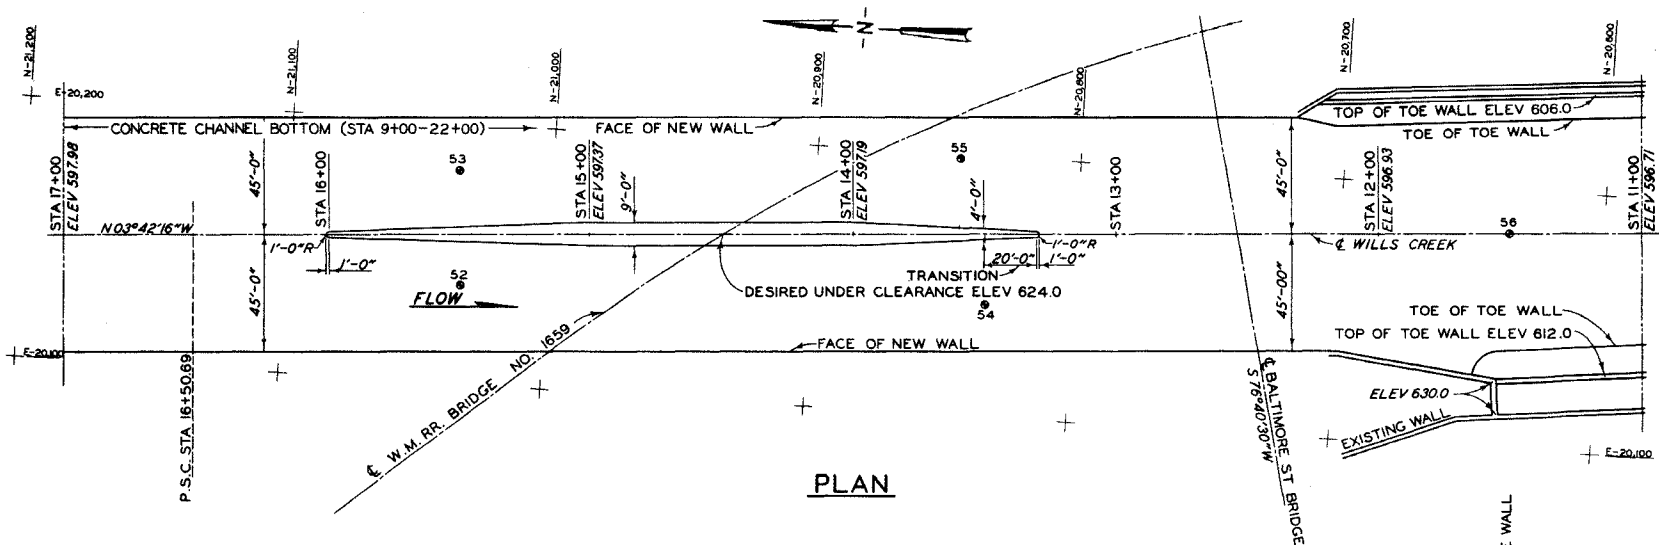 N-21,200
N-21,100
N-21,000
N-20,900
N-20,800
N-20,700
N-20,600
N
E-20,200
CONCRETE CHANNEL BOTTOM (STA 9+00-22+00)
FACE OF NEW WALL
TOP OF TOE WALL ELEV 606.0
TOE OF TOE WALL
STA 17+00
ELEV 597.98
45'-0"
STA 16+00
53
STA 15+00
ELEV 597.37
9'-0"
STA 14+00
ELEV 597.19
55
4'-0"
STA 13+00
45'-0"
STA 12+00
ELEV 596.93
56
STA 11+00
ELEV 596.71
N 03°42'16"W
℄ WILLS CREEK
1'-0"R
1'-0"
1'-0"R
20'-0"
1'-0"
TRANSITION
DESIRED UNDER CLEARANCE ELEV 624.0
45'-0"
52
FLOW
54
45'-00"
TOE OF TOE WALL
TOP OF TOE WALL ELEV 612.0
E-20,100
FACE OF NEW WALL
P.S.C. STA 16+50.69
℄ W.M. RR. BRIDGE NO. 1659
℄ BALTIMORE ST BRIDGE
S 76°40'30"W
ELEV 630.0
EXISTING WALL
E-20,100
PLAN
WALL